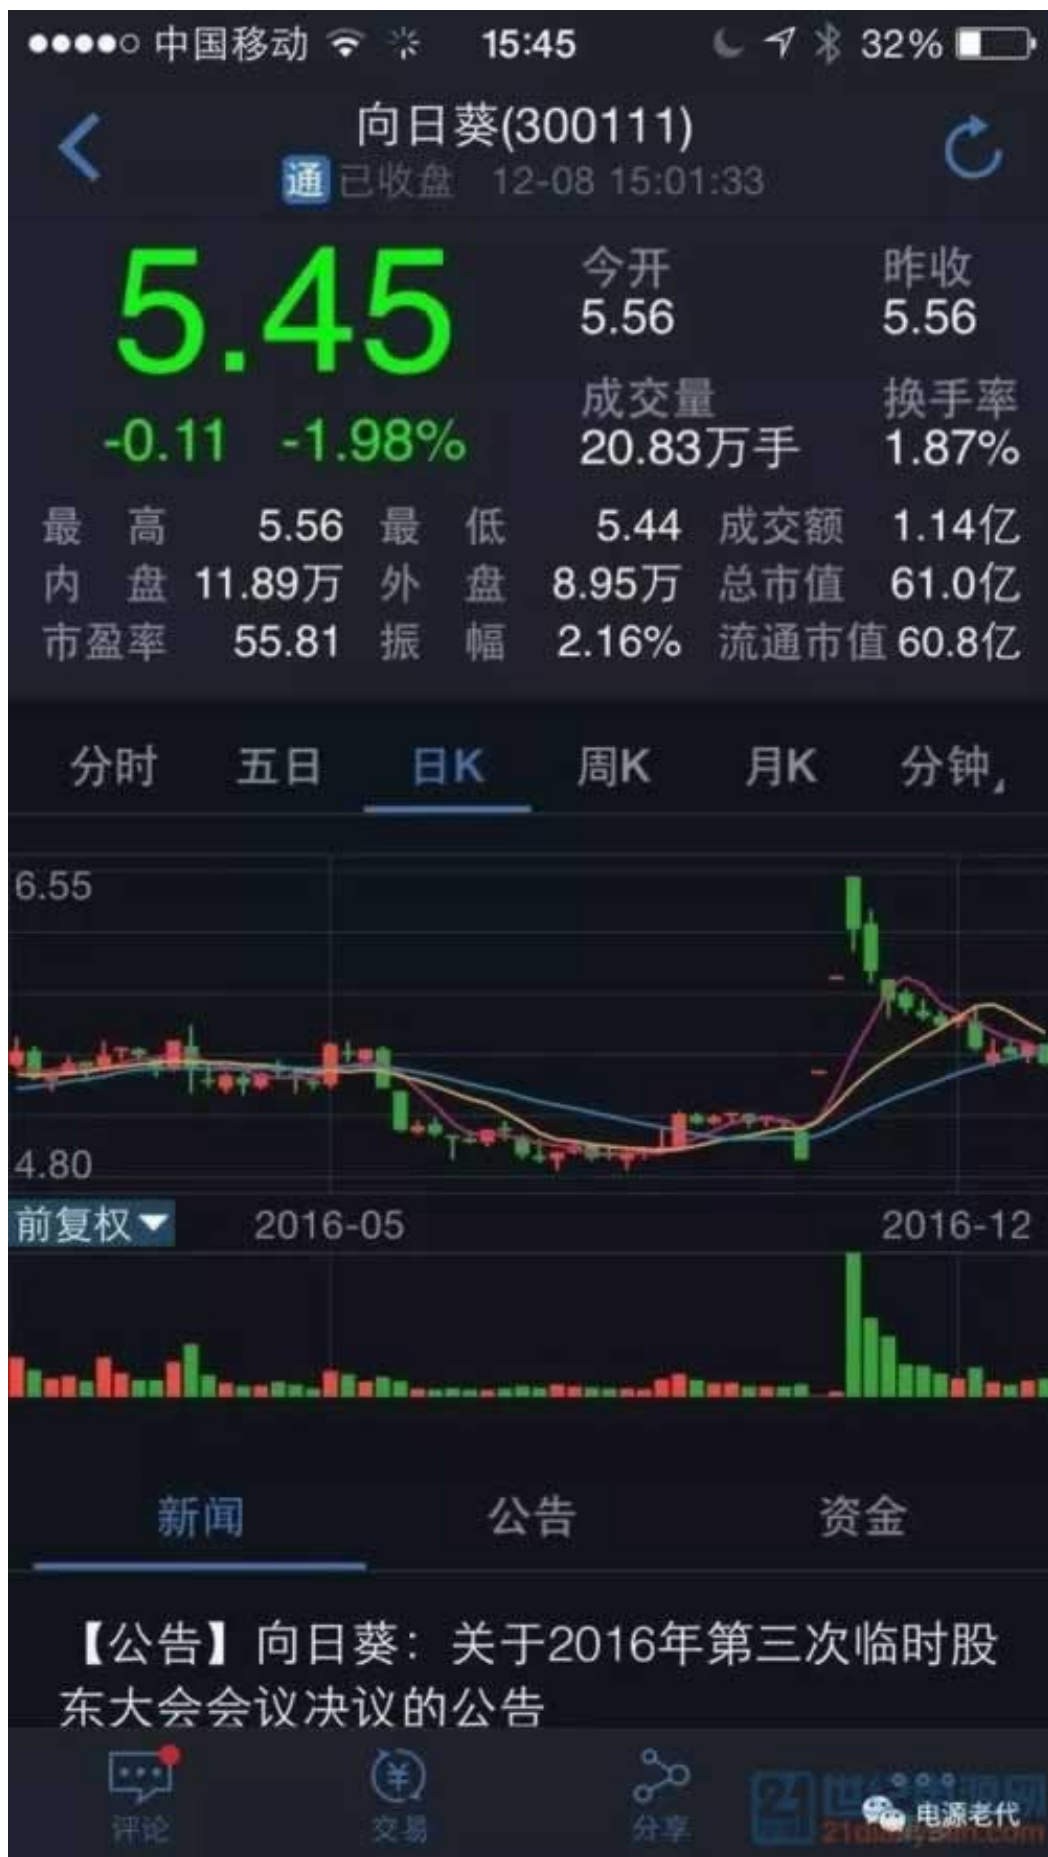 中国移动 15:45 32%
向日葵(300111)
通 已收盘 12-08 15:01:33
5.45
-0.11 -1.98%
今开 昨收
5.56 5.56
成交量 换手率
20.83万手 1.87%
最高 5.56 最低 5.44 成交额 1.14亿
内盘 11.89万 外盘 8.95万 总市值 61.0亿
市盈率 55.81 振幅 2.16% 流通市值 60.8亿
分时 五日 日K 周K 月K 分钟
6.55
4.80
前复权 2016-05 2016-12
新闻 公告 资金
【公告】向日葵：关于2016年第三次临时股
东大会会议决议的公告
评论 交易 分享
电源老代
21dianyuan.com